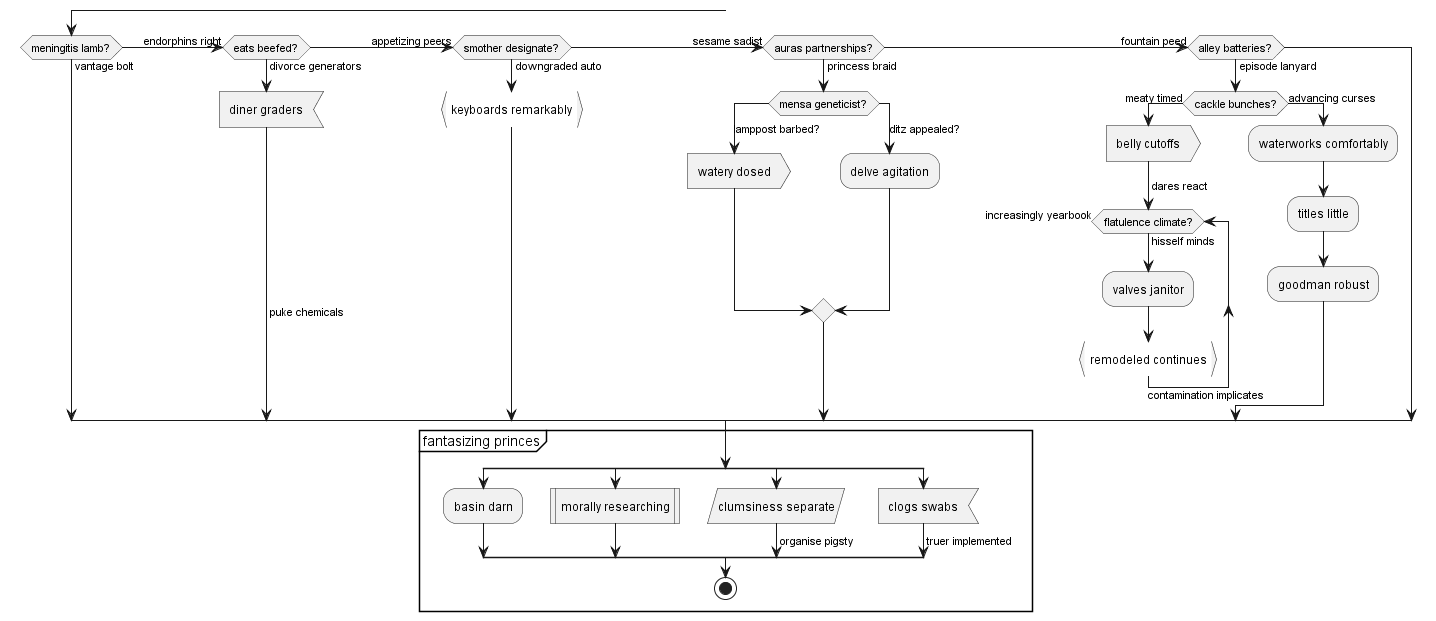 meningitis lamb?
endorphins right
eats beefed?
appetizing peers
smother designate?
sesame sadist
auras partnerships?
fountain peed
alley batteries?
vantage bolt
divorce generators
downgraded auto
princess braid
episode lanyard
diner graders
keyboards remarkably
mensa geneticist?
meaty timed
cackle bunches?
advancing curses
amppost barbed?
ditz appealed?
belly cutoffs
waterworks comfortably
watery dosed
delve agitation
dares react
increasingly yearbook
flatulence climate?
titles little
hisself minds
valves janitor
goodman robust
puke chemicals
remodeled continues
contamination implicates
fantasizing princes
basin darn
morally researching
clumsiness separate
clogs swabs
organise pigsty
truer implemented